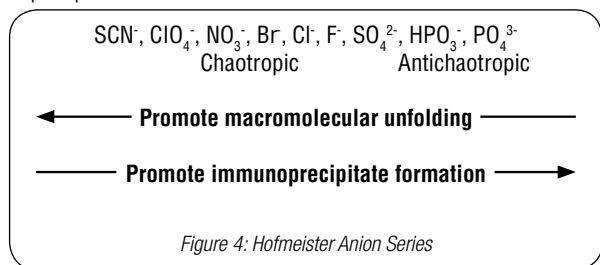 SCN⁻, ClO₄⁻, NO₃⁻, Br⁻, Cl⁻, F⁻, SO₄²⁻, HPO₃⁻, PO₄³⁻
Chaotropic Antichaotropic
Promote macromolecular unfolding
Promote immunoprecipitate formation
Figure 4: Hofmeister Anion Series